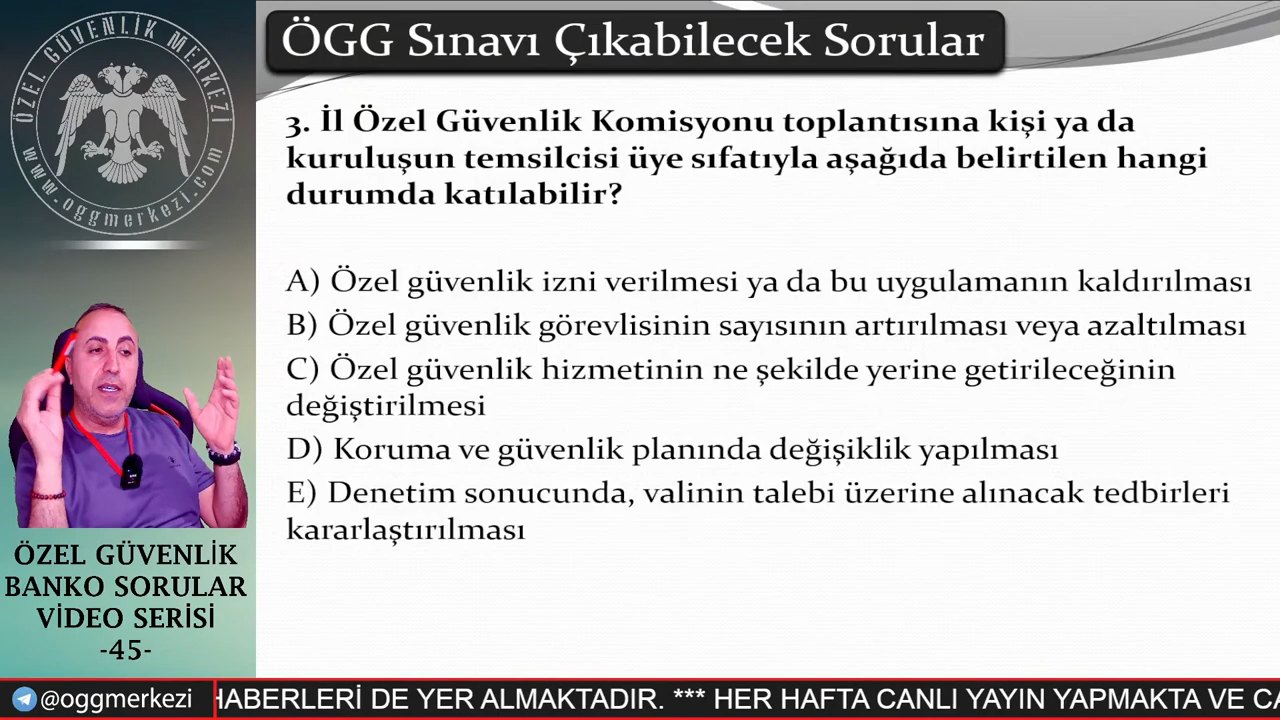 ÖZEL GÜVENLİK MERKEZİ
www.oggmerkezi.com
ÖGG Sınavı Çıkabilecek Sorular
3. İl Özel Güvenlik Komisyonu toplantısına kişi ya da
kuruluşun temsilcisi üye sıfatıyla aşağıda belirtilen hangi
durumda katılabilir?
A) Özel güvenlik izni verilmesi ya da bu uygulamanın kaldırılması
B) Özel güvenlik görevlisinin sayısının artırılması veya azaltılması
C) Özel güvenlik hizmetinin ne şekilde yerine getirileceğinin
değiştirilmesi
D) Koruma ve güvenlik planında değişiklik yapılması
E) Denetim sonucunda, valinin talebi üzerine alınacak tedbirleri
kararlaştırılması
ÖZEL GÜVENLİK
BANKO SORULAR
VİDEO SERİSİ
-45-
@oggmerkezi
HABERLERİ DE YER ALMAKTADIR. *** HER HAFTA CANLI YAYIN YAPMAKTA VE CA